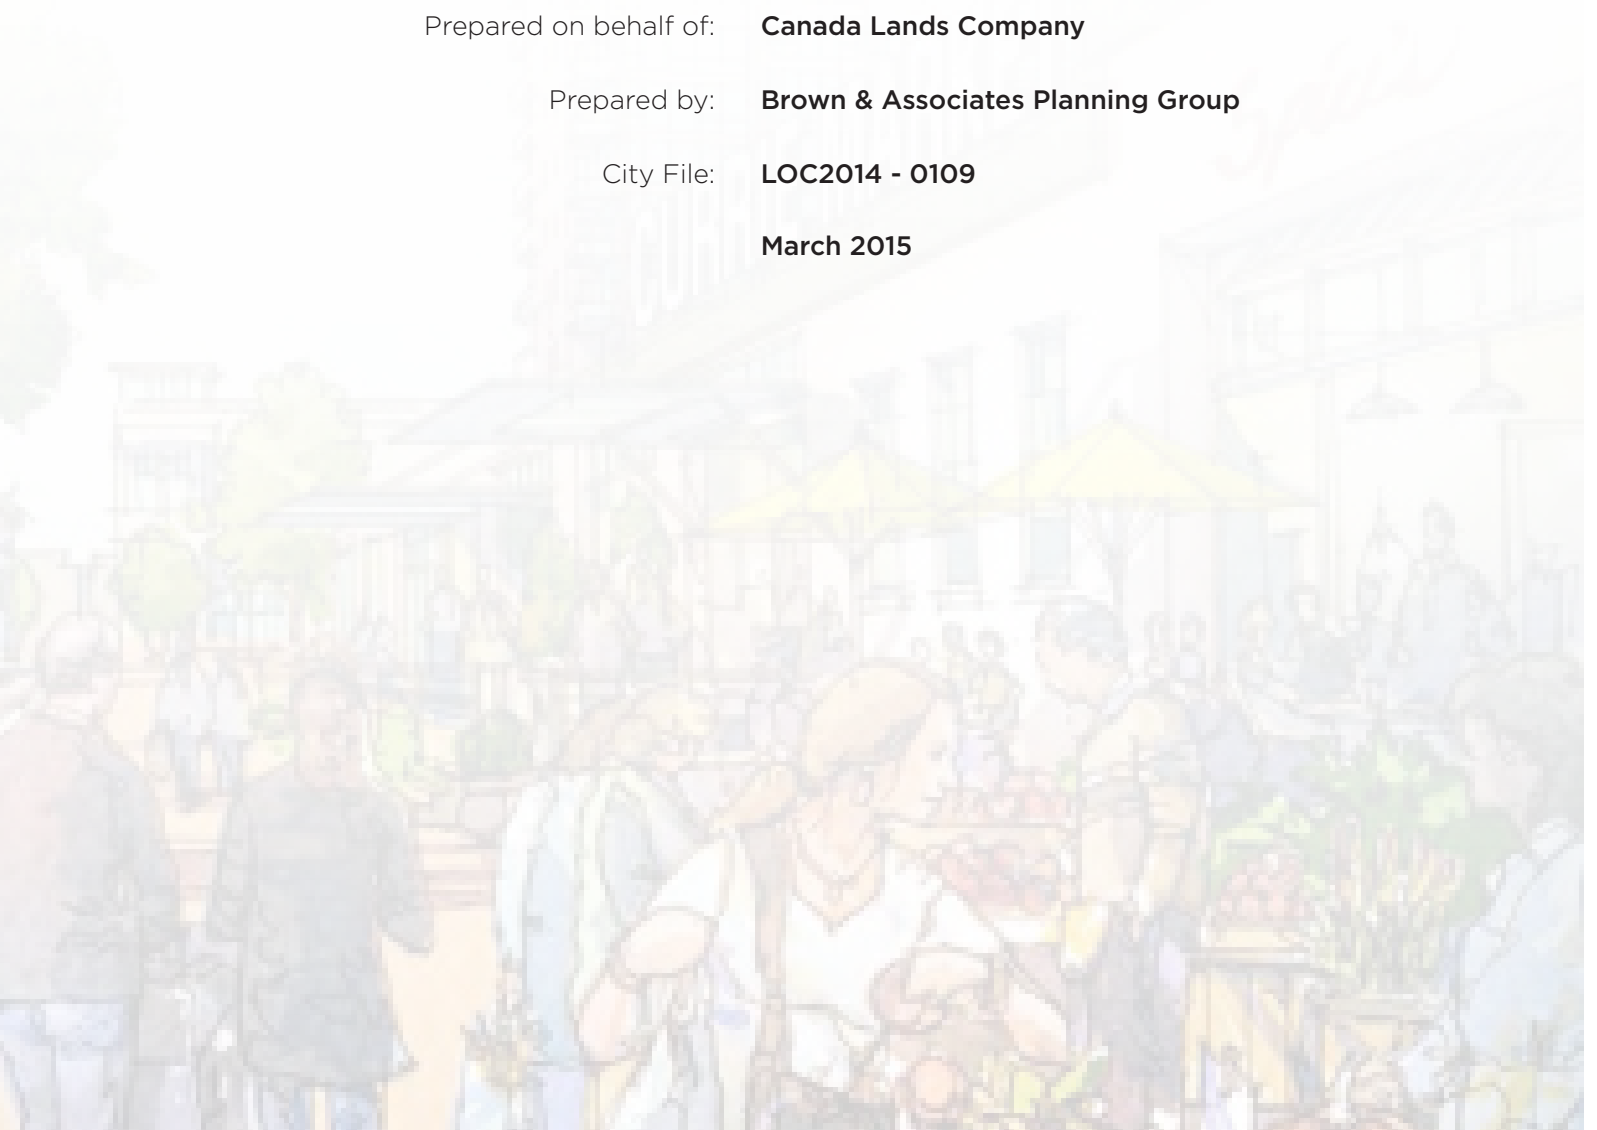 Prepared on behalf of: Canada Lands Company
Prepared by: Brown & Associates Planning Group
City File: LOC2014 - 0109
March 2015